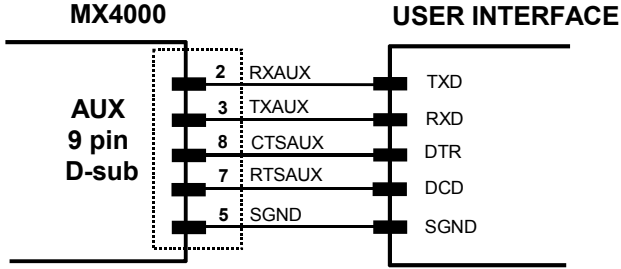 MX4000 USER INTERFACE
AUX
9 pin
D-sub
2 RXAUX TXD
3 TXAUX RXD
8 CTSAUX DTR
7 RTSAUX DCD
5 SGND SGND